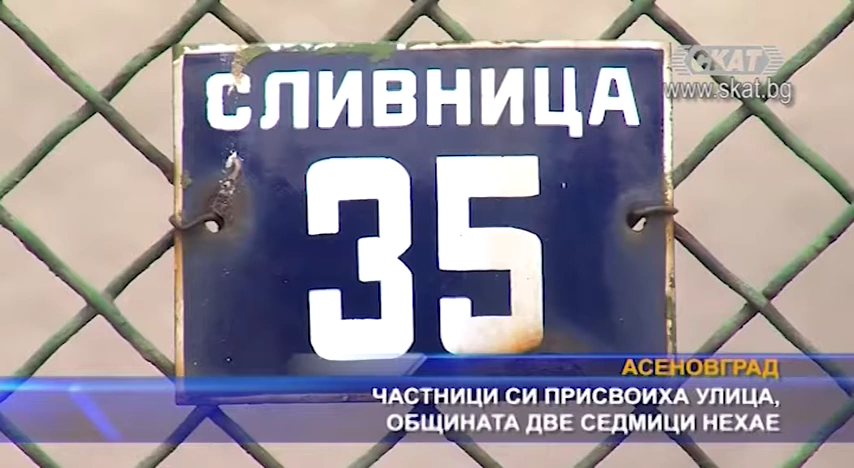 СКАТ
www.skat.bg
СЛИВНИЦА
35
АСЕНОВГРАД
ЧАСТНИЦИ СИ ПРИСВОИХА УЛИЦА,
ОБЩИНАТА ДВЕ СЕДМИЦИ НЕХАЕ